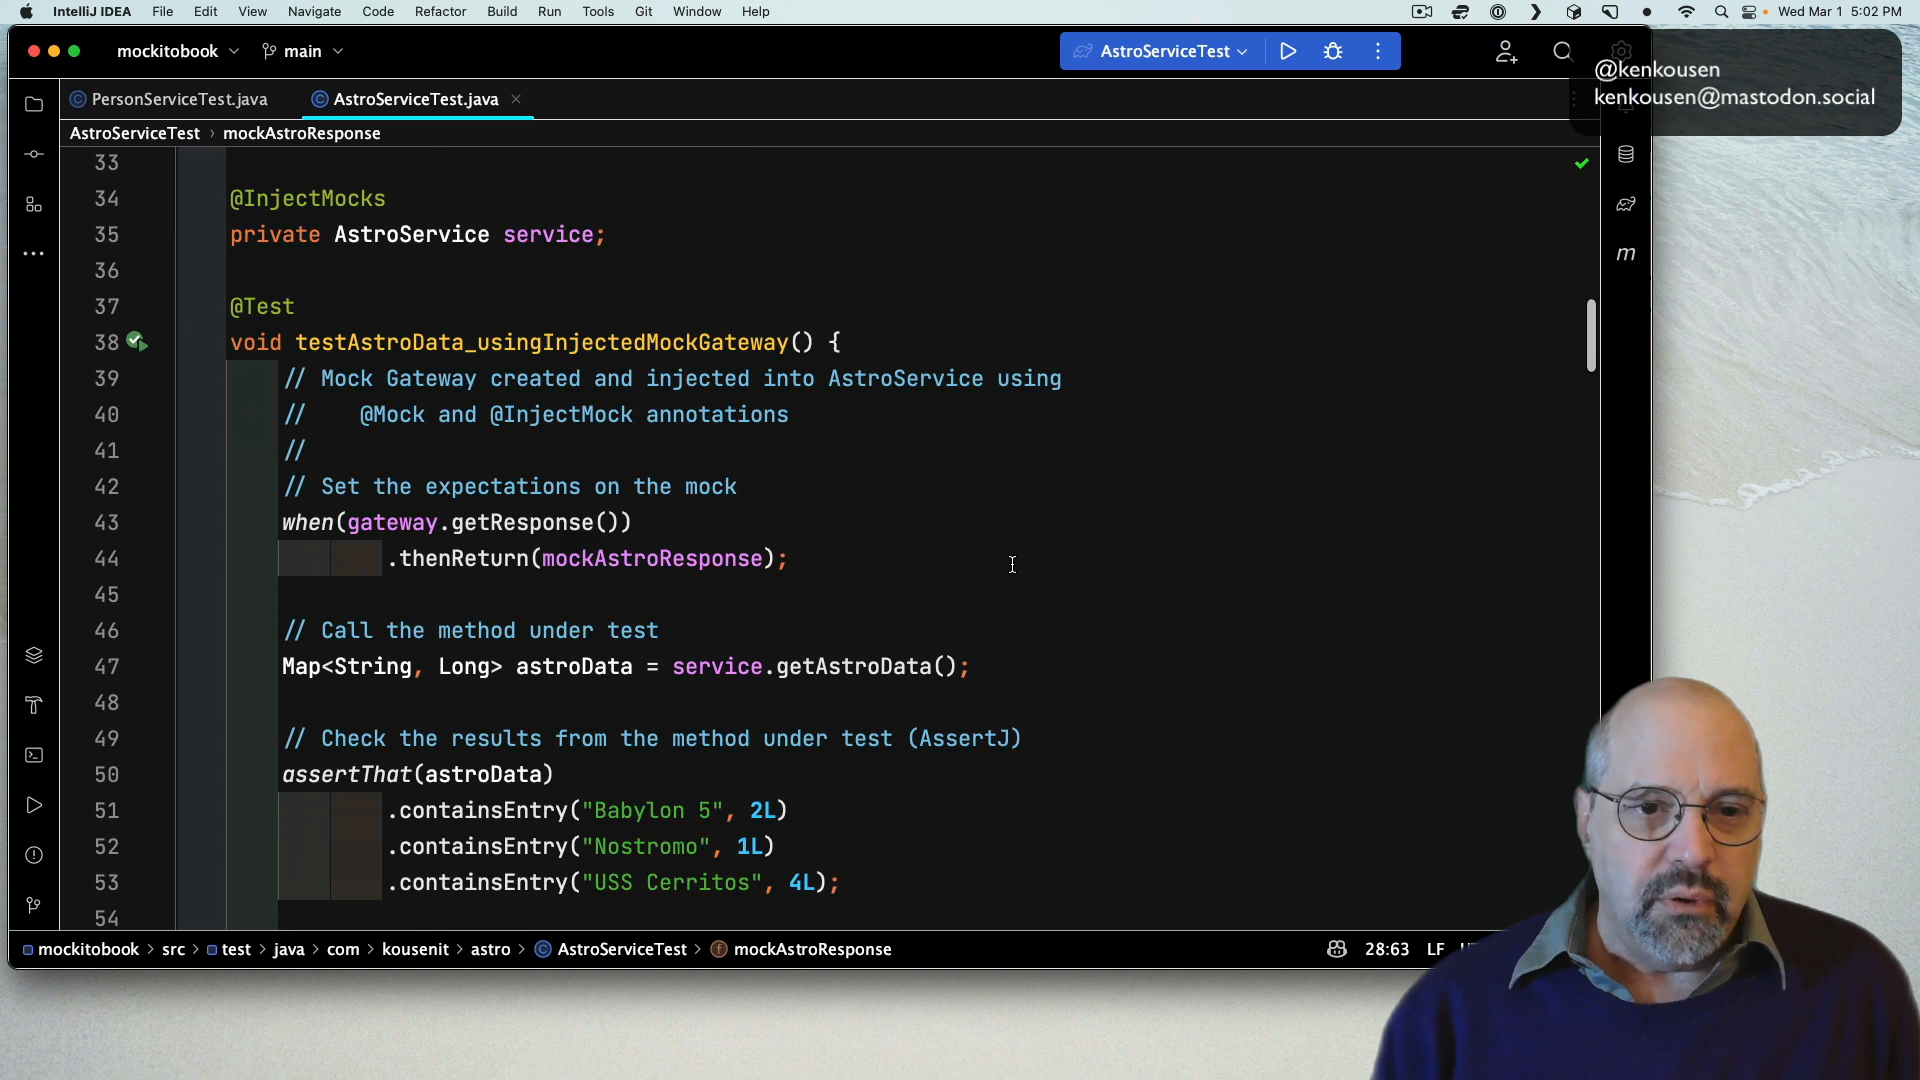 IntelliJ IDEA File Edit View Navigate Code Refactor Build Run Tools Git Window Help Wed Mar 1 5:02 PM
mockitobook main AstroServiceTest
@kenkousen
kenkousen@mastodon.social
PersonServiceTest.java AstroServiceTest.java
AstroServiceTest › mockAstroResponse
33
34 @InjectMocks
35 private AstroService service;
36
37 @Test
38 void testAstroData_usingInjectedMockGateway() {
39 // Mock Gateway created and injected into AstroService using
40 // @Mock and @InjectMock annotations
41 //
42 // Set the expectations on the mock
43 when(gateway.getResponse())
44 .thenReturn(mockAstroResponse);
45
46 // Call the method under test
47 Map<String, Long> astroData = service.getAstroData();
48
49 // Check the results from the method under test (AssertJ)
50 assertThat(astroData)
51 .containsEntry("Babylon 5", 2L)
52 .containsEntry("Nostromo", 1L)
53 .containsEntry("USS Cerritos", 4L);
54
m
mockitobook › src › test › java › com › kousenit › astro › AstroServiceTest › mockAstroResponse 28:63 LF